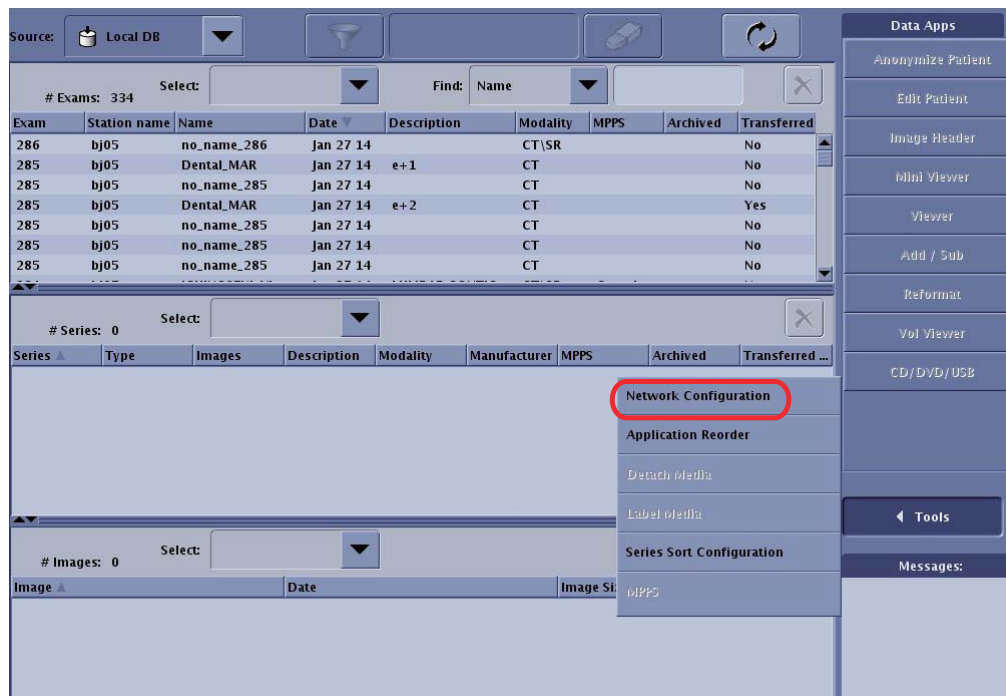 Source: Local DB
# Exams: 334 Select: Find: Name
Exam Station name Name Date Description Modality MPPS Archived Transferred
286 bj05 no_name_286 Jan 27 14 CT\SR No
285 bj05 Dental_MAR Jan 27 14 e+1 CT No
285 bj05 no_name_285 Jan 27 14 CT No
285 bj05 Dental_MAR Jan 27 14 e+2 CT Yes
285 bj05 no_name_285 Jan 27 14 CT No
285 bj05 no_name_285 Jan 27 14 CT No
285 bj05 no_name_285 Jan 27 14 CT No
# Series: 0 Select:
Series Type Images Description Modality Manufacturer MPPS Archived Transferred ...
Network Configuration
Application Reorder
Detach Media
Label Media
Series Sort Configuration
MPPS
# Images: 0 Select:
Image Date Image Si
Data Apps
Anonymize Patient
Edit Patient
Image Header
Mini Viewer
Viewer
Add / Sub
Reformat
Vol Viewer
CD/DVD/USB
Tools
Messages: